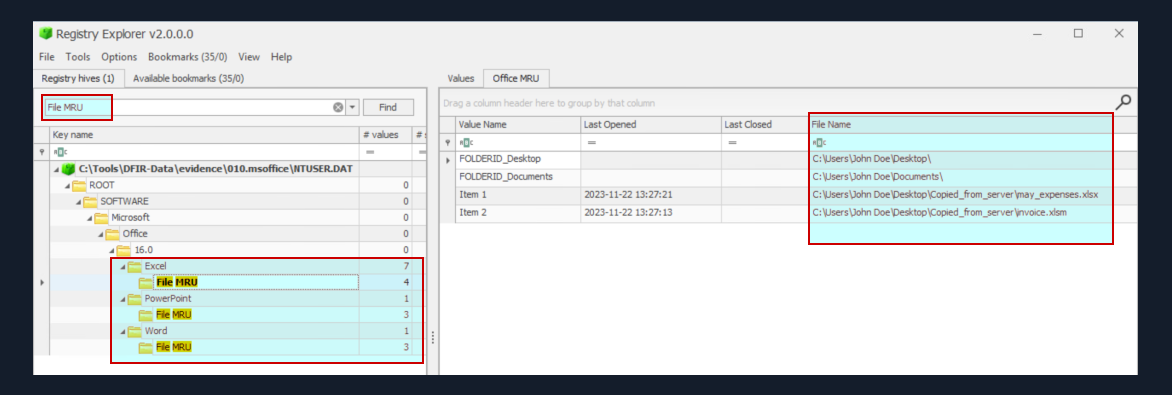 Registry Explorer v2.0.0.0
File Tools Options Bookmarks (35/0) View Help
Registry hives (1) Available bookmarks (35/0)
File MRU Find
Key name # values #
C:\Tools\DFIR-Data\evidence\010.msoffice\NTUSER.DAT
ROOT 0
SOFTWARE 0
Microsoft 0
Office 0
16.0 0
Excel 7
File MRU 4
PowerPoint 1
File MRU 3
Word 1
File MRU 3
Values Office MRU
Drag a column header here to group by that column
Value Name Last Opened Last Closed File Name
= =
FOLDERID_Desktop C:\Users\John Doe\Desktop\
FOLDERID_Documents C:\Users\John Doe\Documents\
Item 1 2023-11-22 13:27:21 C:\Users\John Doe\Desktop\Copied_from_server\may_expenses.xlsx
Item 2 2023-11-22 13:27:13 C:\Users\John Doe\Desktop\Copied_from_server\invoice.xlsm